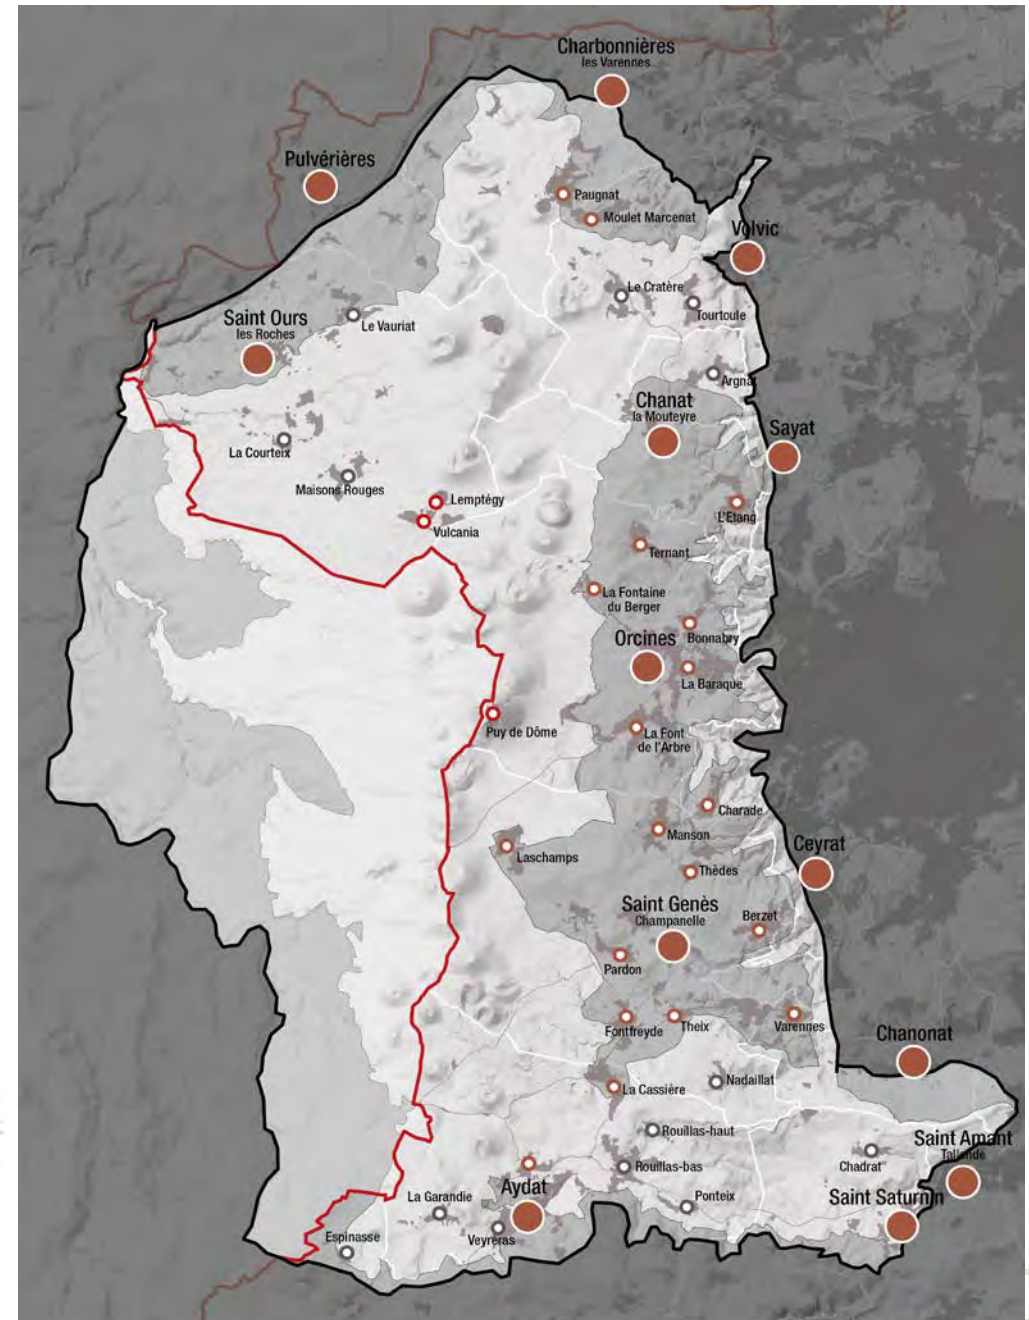 Charbonnières
les Varennes
Pulvérières
Paugnat
Moulet Marcenat
Volvic
Le Cratère
Tourtoule
Saint Ours
les Roches
Le Vauriat
Argnat
Chanat
la Mouteyre
Sayat
La Courteix
Maisons Rouges
Lemptégy
Vulcania
L'Etang
Ternant
La Fontaine
du Berger
Bonnabry
Orcines
La Baraque
Puy de Dôme
La Font
de l'Arbre
Charade
Manson
Laschamps
Thèdes
Ceyrat
Saint Genès
Champanelle
Berzet
Pardon
Fontfreyde
Theix
Varennes
Chanonat
La Cassière
Nadaillat
Rouillas-haut
Saint Amant
Tallende
Chadrat
Rouillas-bas
Aydat
La Garandie
Ponteix
Saint Saturnin
Veyreras
Espinasse